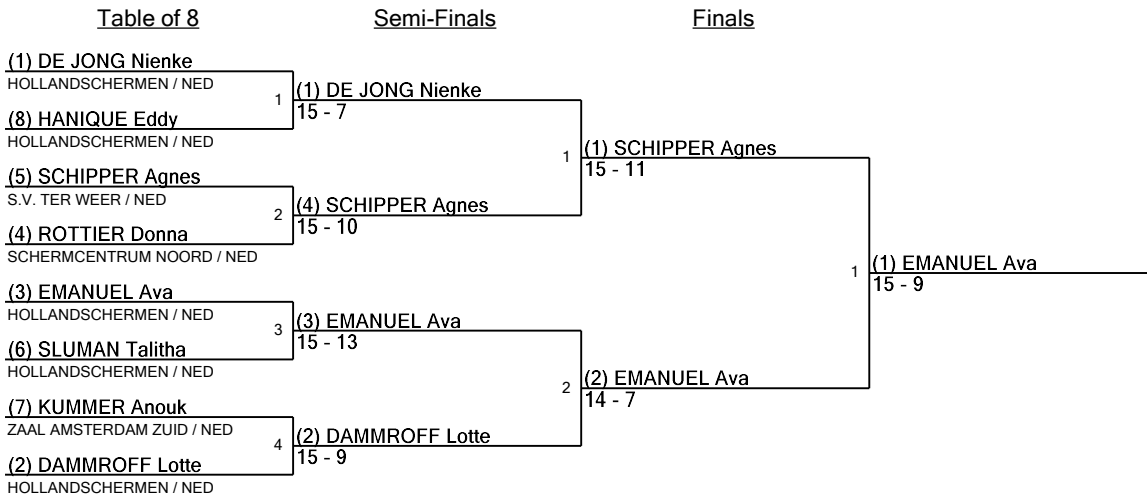 Table of 8
Semi-Finals
Finals
(1) DE JONG Nienke
HOLLANDSCHERMEN / NED
1
(8) HANIQUE Eddy
HOLLANDSCHERMEN / NED
(5) SCHIPPER Agnes
S.V. TER WEER / NED
2
(4) ROTTIER Donna
SCHERMCENTRUM NOORD / NED
(3) EMANUEL Ava
HOLLANDSCHERMEN / NED
3
(6) SLUMAN Talitha
HOLLANDSCHERMEN / NED
(7) KUMMER Anouk
ZAAL AMSTERDAM ZUID / NED
4
(2) DAMMROFF Lotte
HOLLANDSCHERMEN / NED
(1) DE JONG Nienke
15 - 7
1
(4) SCHIPPER Agnes
15 - 10
(3) EMANUEL Ava
15 - 13
2
(2) DAMMROFF Lotte
15 - 9
(1) SCHIPPER Agnes
15 - 11
1
(2) EMANUEL Ava
14 - 7
(1) EMANUEL Ava
15 - 9